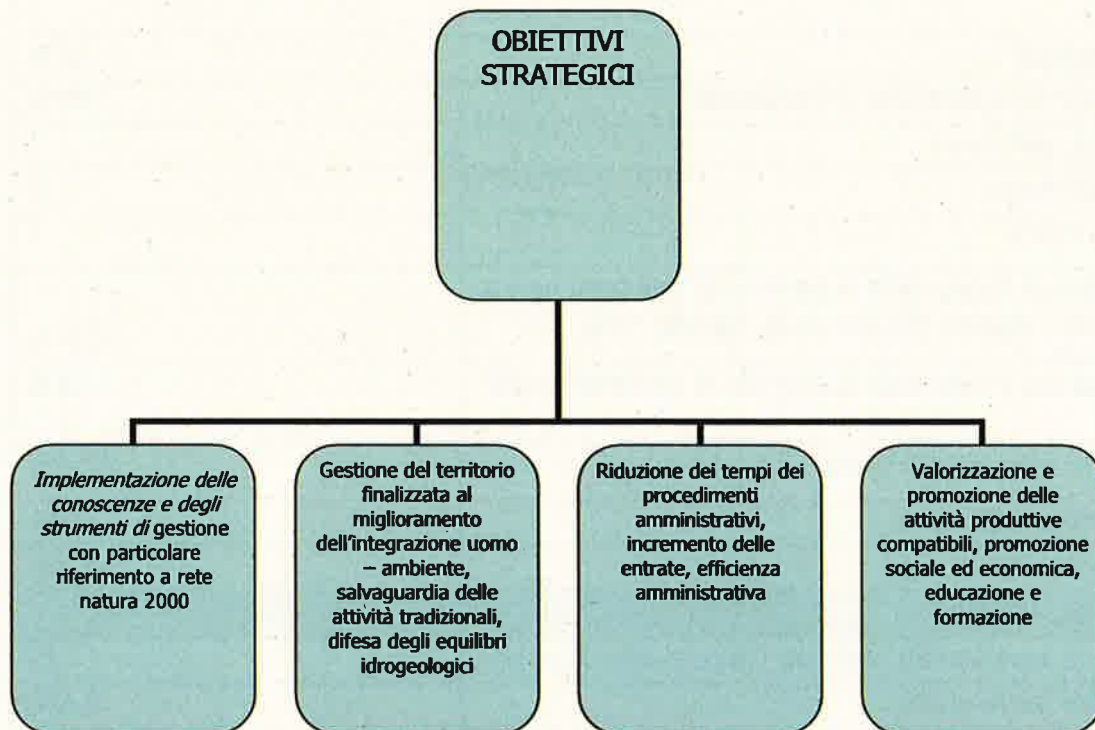 OBIETTIVI
STRATEGICI
Implementazione delle
conoscenze e degli
strumenti di gestione
con particolare
riferimento a rete
natura 2000
Gestione del territorio
finalizzata al
miglioramento
dell'integrazione uomo
– ambiente,
salvaguardia delle
attività tradizionali,
difesa degli equilibri
idrogeologici
Riduzione dei tempi dei
procedimenti
amministrativi,
incremento delle
entrate, efficienza
amministrativa
Valorizzazione e
promozione delle
attività produttive
compatibili, promozione
sociale ed economica,
educazione e
formazione